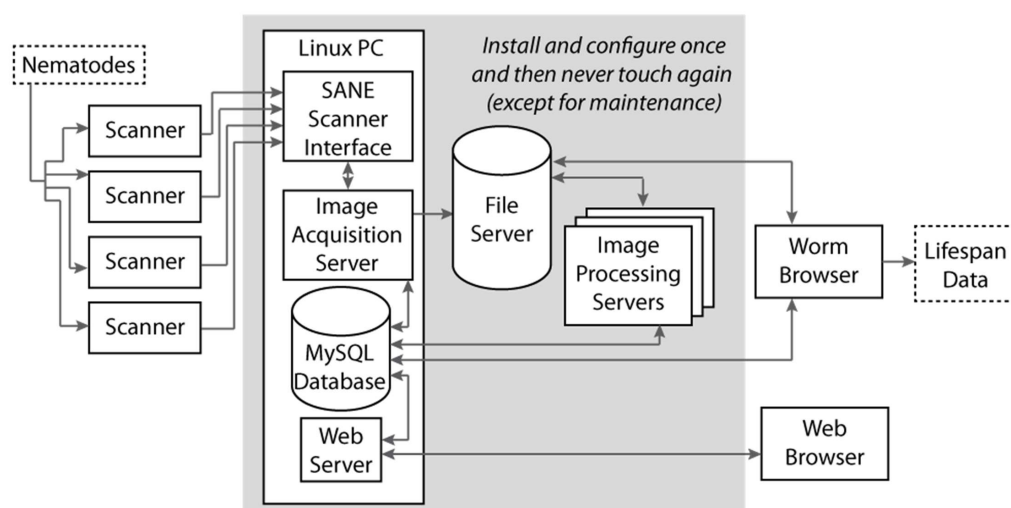 Nematodes
Scanner
Scanner
Scanner
Scanner
Linux PC
SANE
Scanner
Interface
Image
Acquisition
Server
MySQL
Database
Web
Server
Install and configure once
and then never touch again
(except for maintenance)
File
Server
Image
Processing
Servers
Worm
Browser
Lifespan
Data
Web
Browser